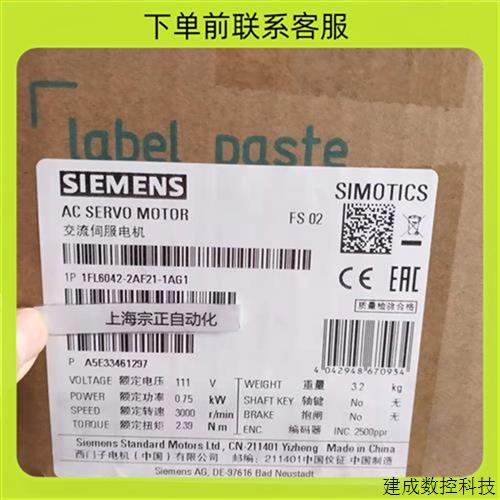 下单前联系客服
label paste
SIEMENS
SIMOTICS
AC SERVO MOTOR
FS 02
交流伺服电机
1P 1FL6042-2AF21-1AG1
CE EAC
质量检验合格
上海宗正自动化
P A5E33461297
4 042948 670934
VOLTAGE 额定电压 111 V
POWER 额定功率 0.75 kW
SPEED 额定转速 3000 r/min
TORQUE 额定扭矩 2.39 Nm
WEIGHT 重量 3.2 kg
SHAFT KEY 轴键 No 无
BRAKE 抱闸 No 无
ENC. 编码器 INC. 2500ppr
Siemens Standard Motors Ltd., CN-211401 Yizheng Made in China
西门子电机（中国）有限公司 211401中国仪征 中国制造
Siemens AG, DE-97616 Bad Neustadt
建成数控科技